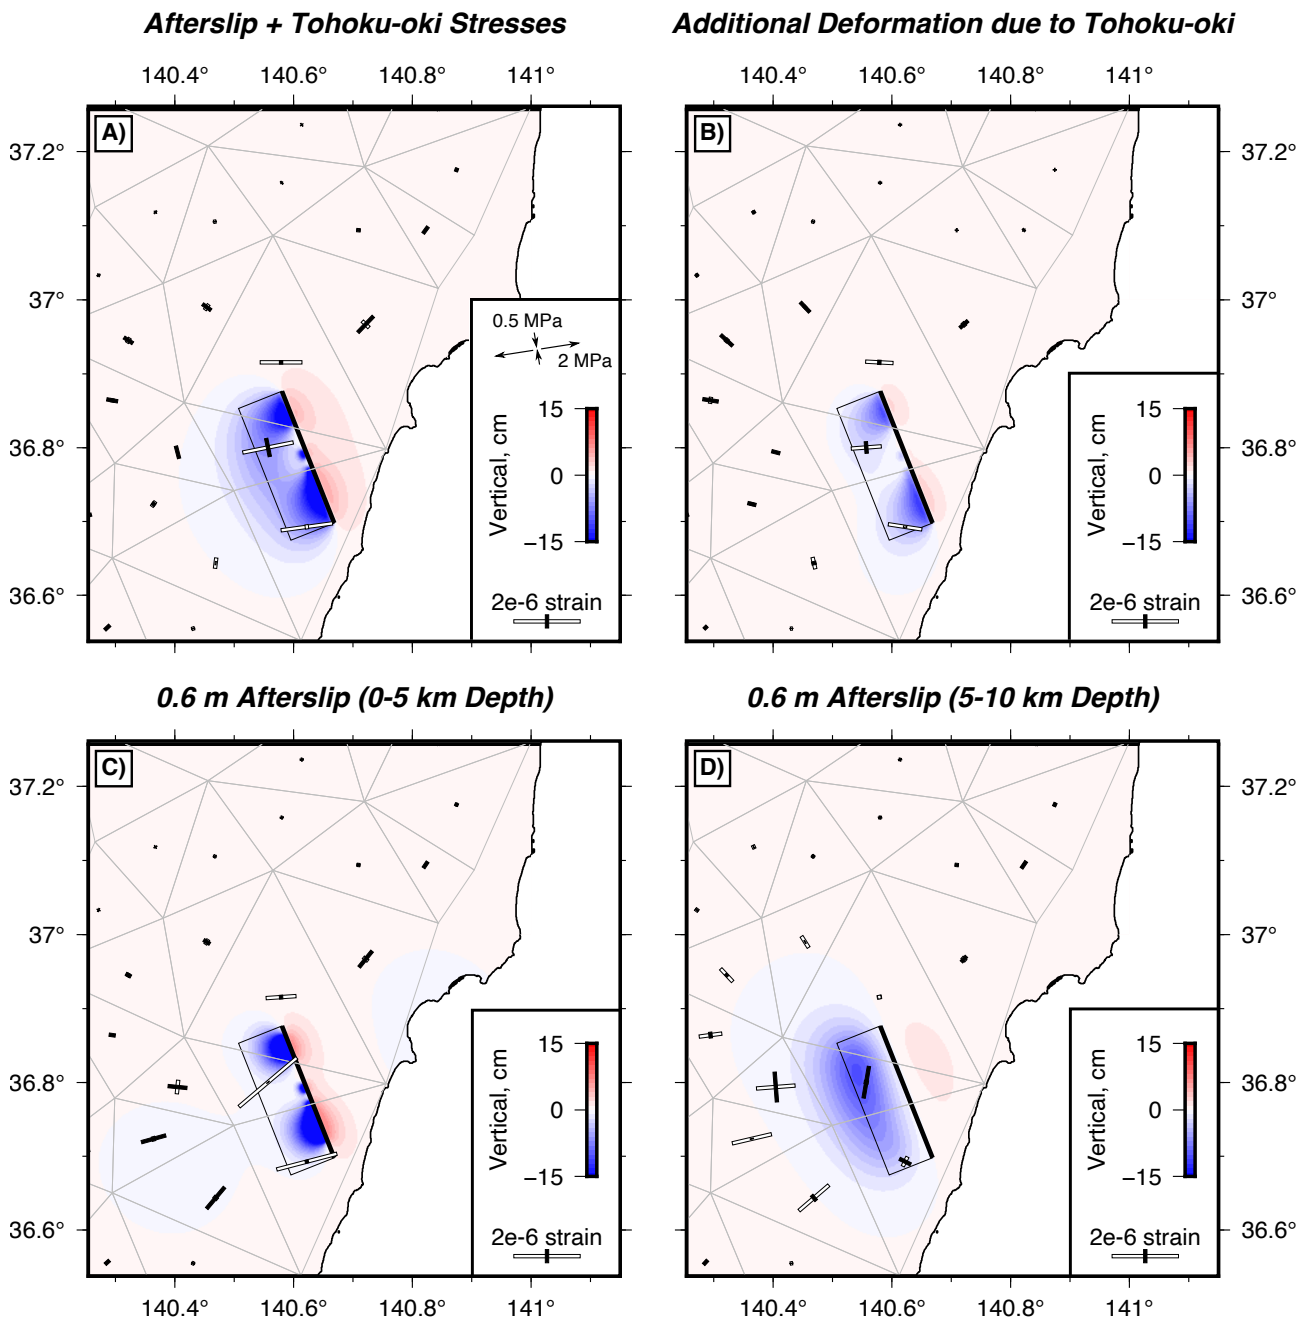 Afterslip + Tohoku-oki Stresses
Additional Deformation due to Tohoku-oki
140.4° 140.6° 140.8° 141°
140.4° 140.6° 140.8° 141°
A)
B)
37.2°
37.2°
37°
37°
0.5 MPa
2 MPa
36.8°
36.8°
36.6°
36.6°
Vertical, cm
15
0
−15
2e-6 strain
Vertical, cm
15
0
−15
2e-6 strain
0.6 m Afterslip (0-5 km Depth)
0.6 m Afterslip (5-10 km Depth)
C)
D)
37.2°
37.2°
37°
37°
36.8°
36.8°
36.6°
36.6°
Vertical, cm
15
0
−15
2e-6 strain
Vertical, cm
15
0
−15
2e-6 strain
140.4° 140.6° 140.8° 141°
140.4° 140.6° 140.8° 141°